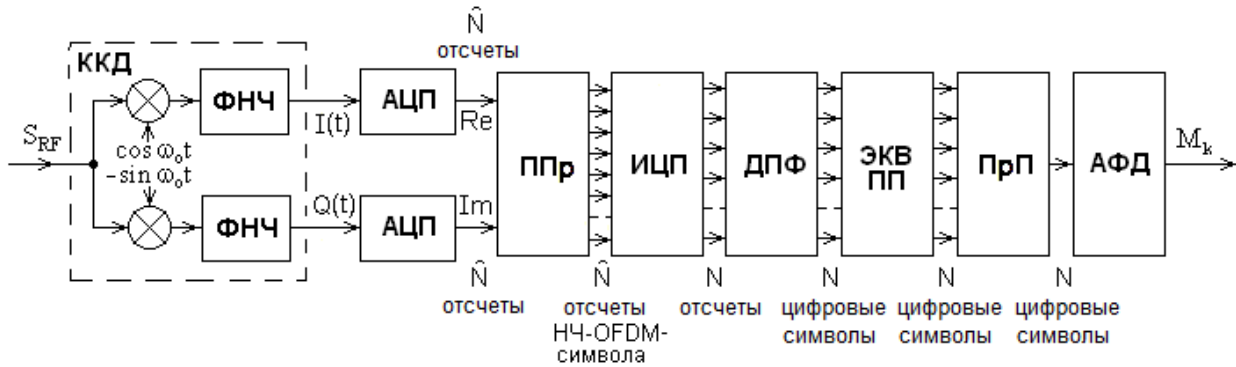 N̂
отсчеты
ККД
ФНЧ
АЦП
S_RF
I(t)
Re
cos ω₀t
-sin ω₀t
ППр
ИЦП
ДПФ
ЭКВ
ПП
ПрП
АФД
M_k
ФНЧ
Q(t)
АЦП
Im
N̂
отсчеты
N̂
отсчеты
НЧ-OFDM-
символа
N
отсчеты
N
цифровые
символы
N
цифровые
символы
N
цифровые
символы